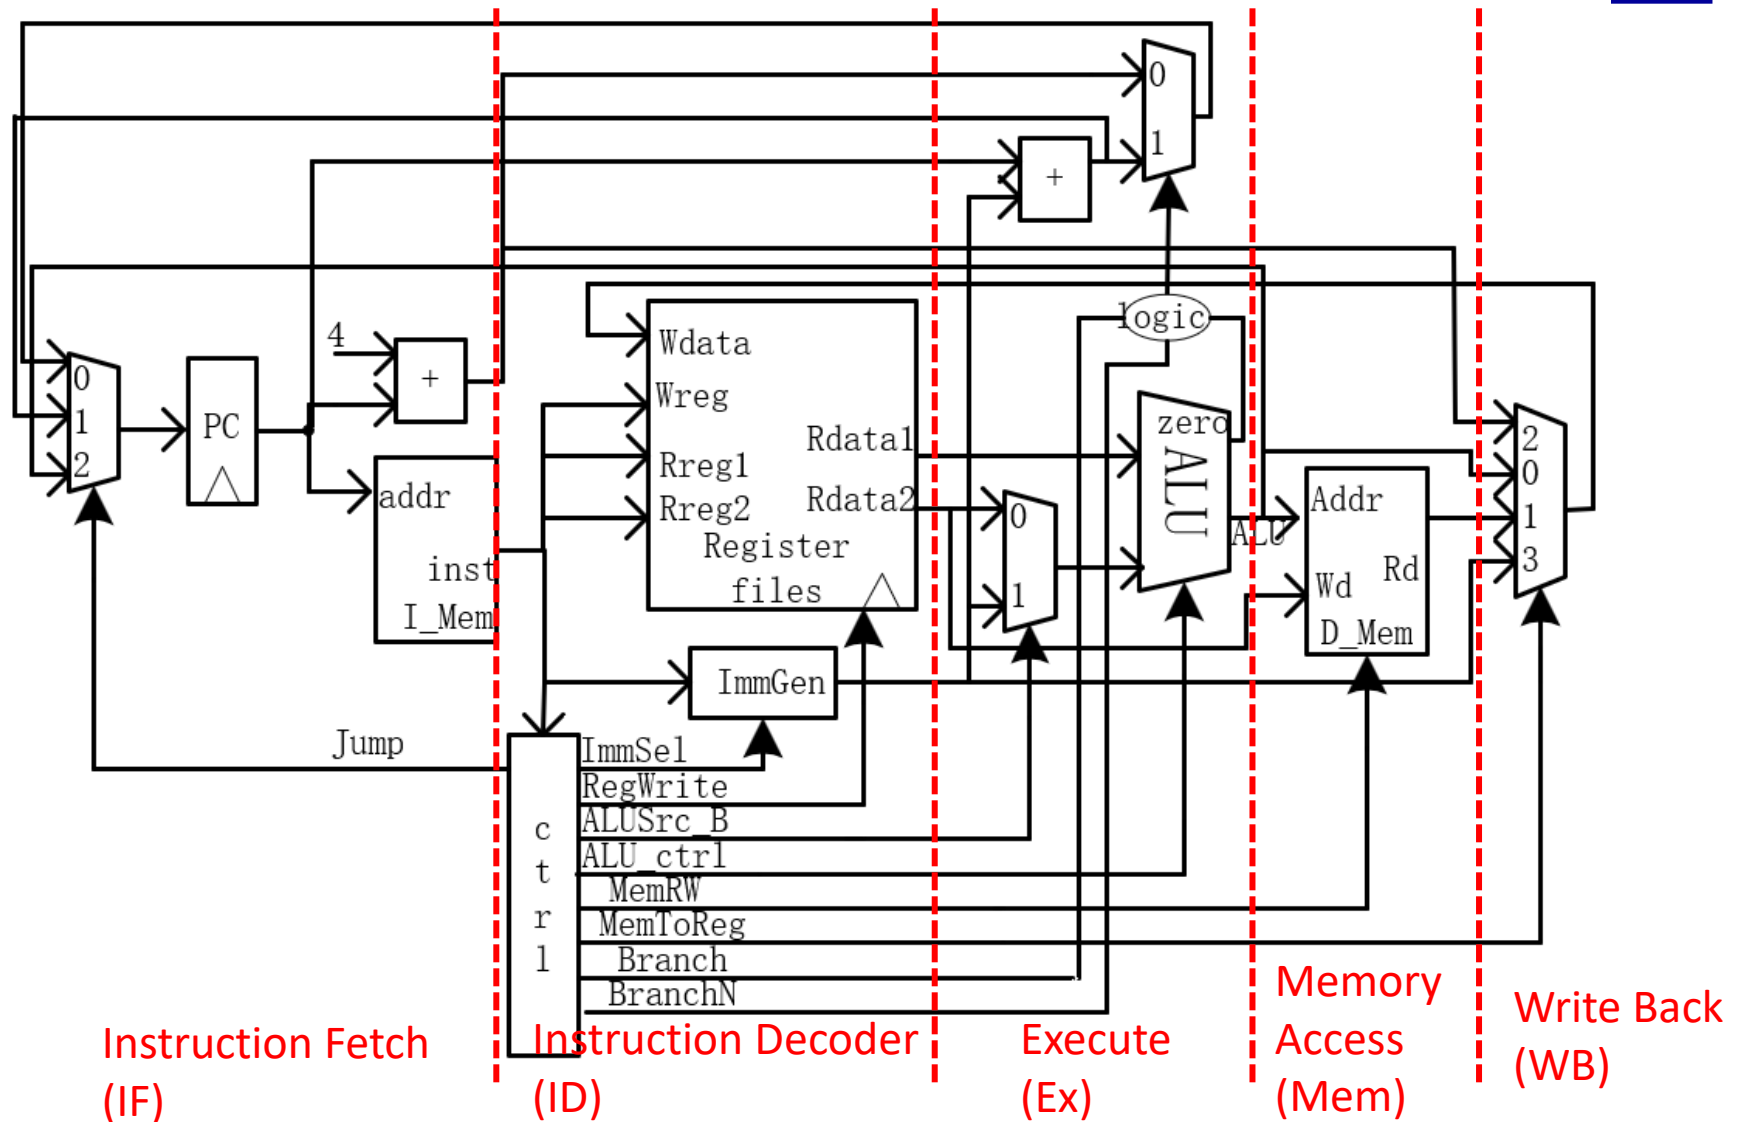 0
1
+
4
+
0
1
2
PC
addr
inst
I_Mem
Wdata
Wreg
Rreg1
Rreg2
Rdata1
Rdata2
Register
files
ImmGen
0
1
logic
zero
ALU
ALU
Addr
Wd
Rd
D_Mem
2
0
1
3
Jump
ctrl
ImmSel
RegWrite
ALUSrc_B
ALU_ctrl
MemRW
MemToReg
Branch
BranchN
Instruction Fetch
(IF)
Instruction Decoder
(ID)
Execute
(Ex)
Memory
Access
(Mem)
Write Back
(WB)